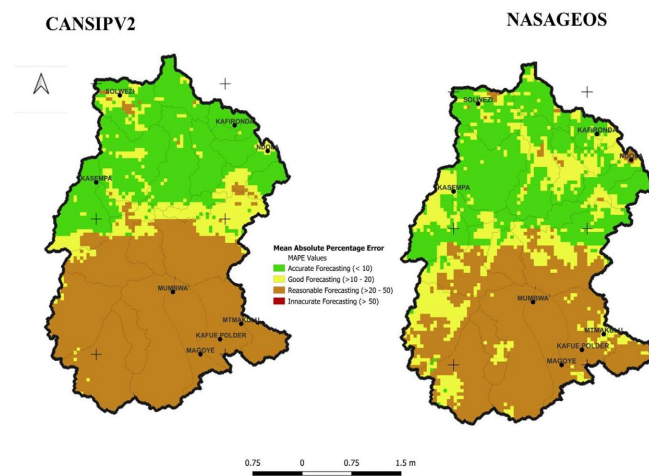 CANSIPV2
NASAGEOS
SOLWEZI
KAFIRONDA
NDOLA
KASEMPA
MUMBWA
MTMAKULU
KAFUE POLDER
MAGOYE
Mean Absolute Percentage Error
MAPE Values
Accurate Forecasting (< 10)
Good Forecasting (>10 - 20)
Reasonable Forecasting (>20 - 50)
Innacurate Forecasting (> 50)
SOLWEZI
KAFIRONDA
NDOLA
KASEMPA
MUMBWA
MTMAKULU
KAFUE POLDER
MAGOYE
0.75 0 0.75 1.5 m